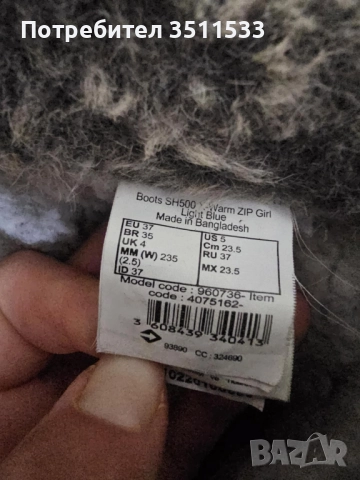 Потребител 3511533
Boots SH500 Warm ZIP Girl
Light Blue
Made in Bangladesh
EU 37 US 5
BR 35 Cm 23.5
UK 4 RU 37
MM (W) 235
(2.5) MX 23.5
ID 37
Model code : 960736- Item
code : 4075162-
3 608439 340413
93890 CC : 324690
BAZAR